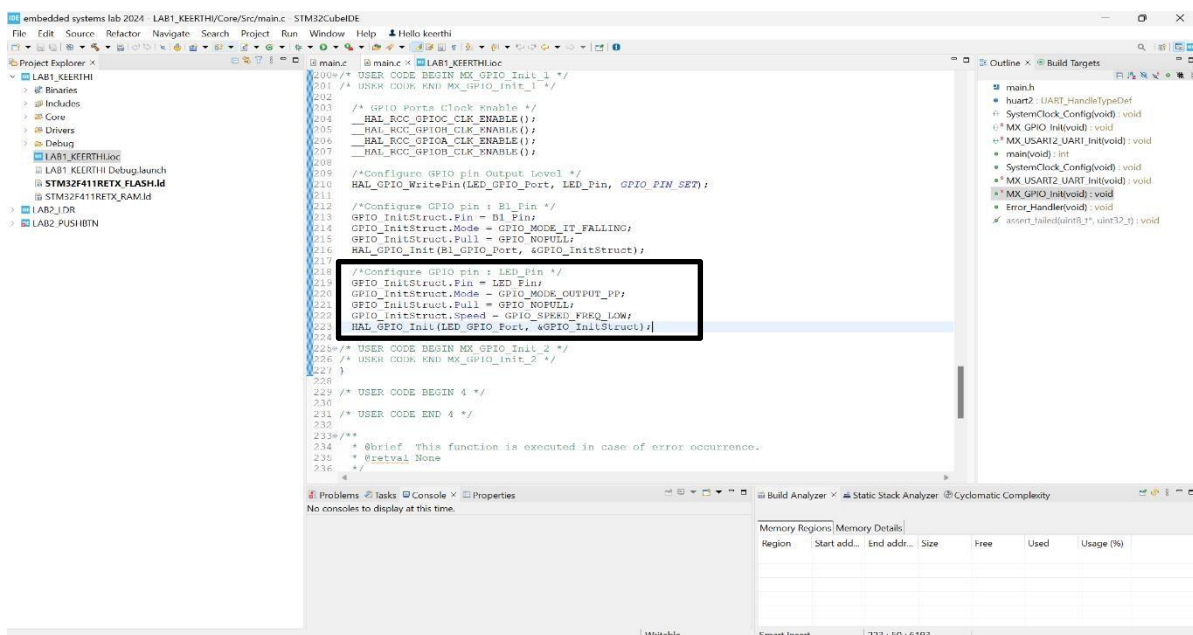 embedded systems lab 2024 - LAB1_KEERTHI/Core/Src/main.c - STM32CubeIDE
File Edit Source Refactor Navigate Search Project Run Window Help Hello keerthi
Project Explorer
LAB1_KEERTHI
Binaries
Includes
Core
Drivers
Debug
LAB1_KEERTHI.ioc
LAB1 KEERTHI Debug.launch
STM32F411RETX_FLASH.ld
STM32F411RETX_RAM.ld
LAB2_LDR
LAB2_PUSHBTN
main.c main.c LAB1_KEERTHI.ioc
200 /* USER CODE BEGIN MX_GPIO_Init_1 */
201 /* USER CODE END MX_GPIO_Init_1 */
202
203 /* GPIO Ports Clock Enable */
204 __HAL_RCC_GPIOC_CLK_ENABLE();
205 __HAL_RCC_GPIOH_CLK_ENABLE();
206 __HAL_RCC_GPIOA_CLK_ENABLE();
207 __HAL_RCC_GPIOB_CLK_ENABLE();
208
209 /*Configure GPIO pin Output Level */
210 HAL_GPIO_WritePin(LED_GPIO_Port, LED_Pin, GPIO_PIN_SET);
211
212 /*Configure GPIO pin : B1_Pin */
213 GPIO_InitStruct.Pin = B1_Pin;
214 GPIO_InitStruct.Mode = GPIO_MODE_IT_FALLING;
215 GPIO_InitStruct.Pull = GPIO_NOPULL;
216 HAL_GPIO_Init(B1_GPIO_Port, &GPIO_InitStruct);
217
218 /*Configure GPIO pin : LED_Pin */
219 GPIO_InitStruct.Pin = LED_Pin;
220 GPIO_InitStruct.Mode = GPIO_MODE_OUTPUT_PP;
221 GPIO_InitStruct.Pull = GPIO_NOPULL;
222 GPIO_InitStruct.Speed = GPIO_SPEED_FREQ_LOW;
223 HAL_GPIO_Init(LED_GPIO_Port, &GPIO_InitStruct);
224
225 /* USER CODE BEGIN MX_GPIO_Init_2 */
226 /* USER CODE END MX_GPIO_Init_2 */
227 }
228
229 /* USER CODE BEGIN 4 */
230
231 /* USER CODE END 4 */
232
233 /**
234 * @brief This function is executed in case of error occurrence.
235 * @retval None
236 */
Outline Build Targets
main.h
huart2 : UART_HandleTypeDef
SystemClock_Config(void) : void
MX_GPIO_Init(void) : void
MX_USART2_UART_Init(void) : void
main(void) : int
SystemClock_Config(void) : void
MX_USART2_UART_Init(void) : void
MX_GPIO_Init(void) : void
Error_Handler(void) : void
assert_failed(uint8_t*, uint32_t) : void
Problems Tasks Console Properties
No consoles to display at this time.
Build Analyzer Static Stack Analyzer Cyclomatic Complexity
Memory Regions Memory Details
Region Start add... End addr... Size Free Used Usage (%)
Writable Smart Insert 223 : 50 : 6193